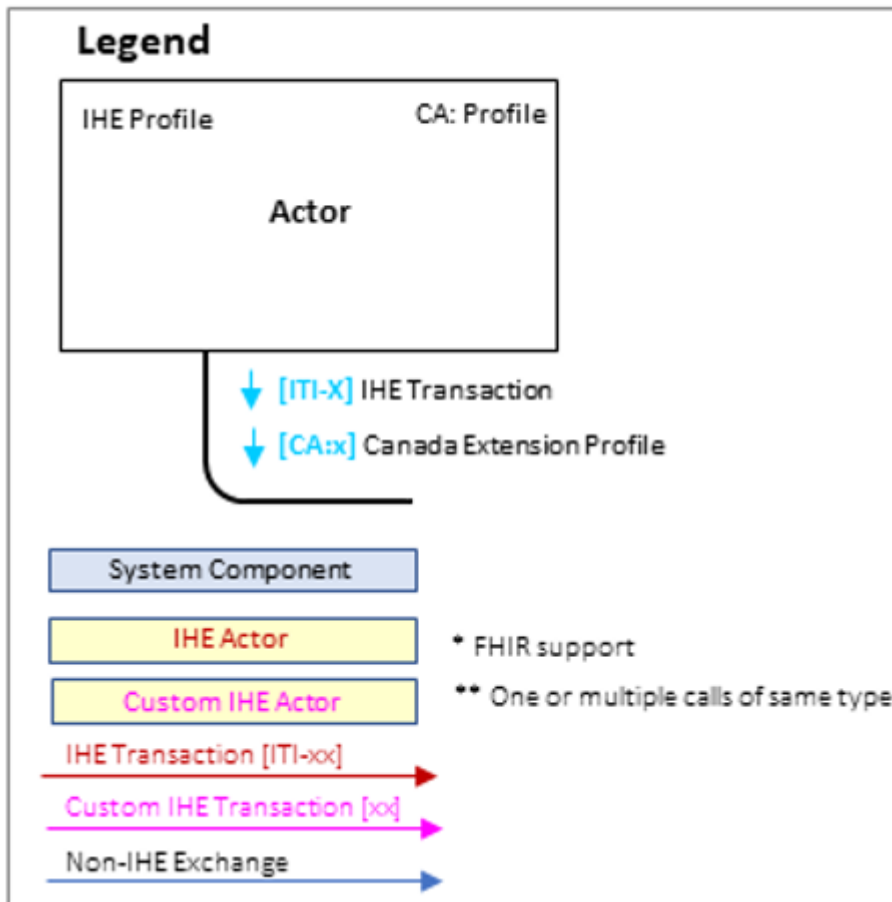 Legend
IHE Profile
CA: Profile
Actor
[ITI-X] IHE Transaction
[CA:x] Canada Extension Profile
System Component
IHE Actor
* FHIR support
Custom IHE Actor
** One or multiple calls of same type
IHE Transaction [ITI-xx]
Custom IHE Transaction [xx]
Non-IHE Exchange